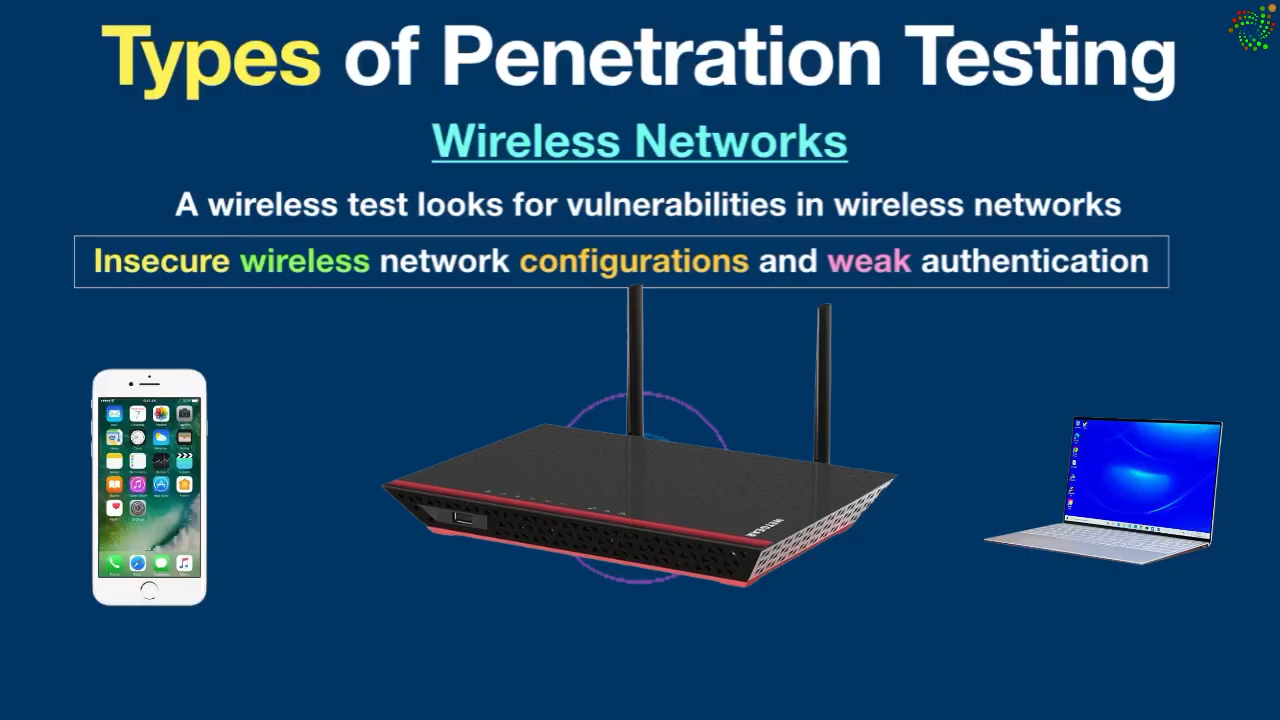 Types of Penetration Testing
Wireless Networks
A wireless test looks for vulnerabilities in wireless networks
Insecure wireless network configurations and weak authentication
NETGEAR